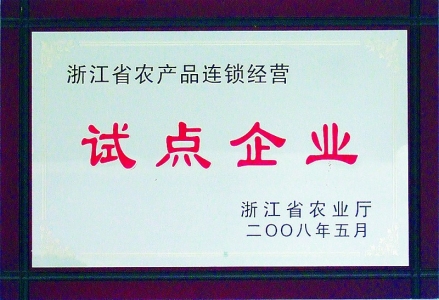 浙江省农产品连锁经营
试点企业
浙江省农业厅
二〇〇八年五月